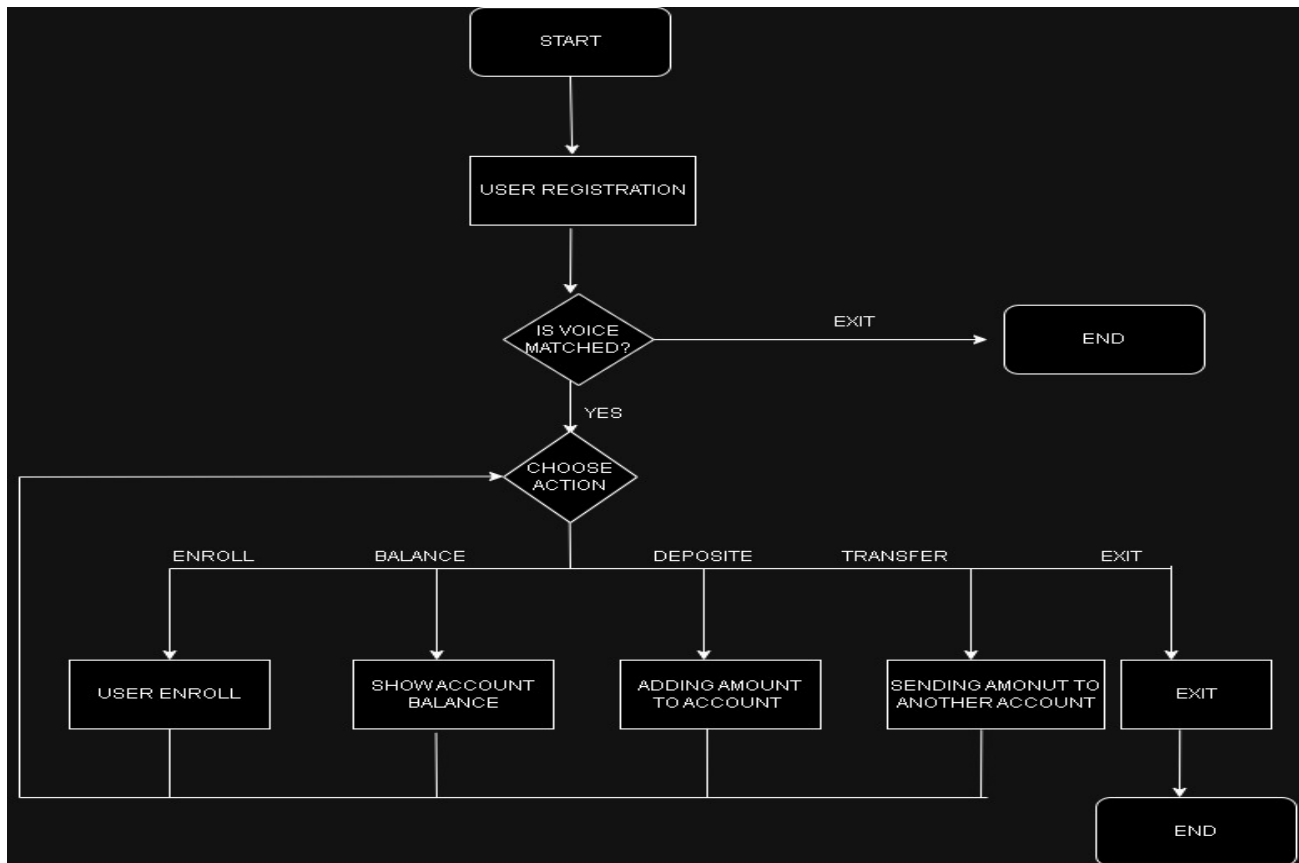 START
USER REGISTRATION
IS VOICE
MATCHED?
EXIT
END
YES
CHOOSE
ACTION
ENROLL
BALANCE
DEPOSITE
TRANSFER
EXIT
USER ENROLL
SHOW ACCOUNT
BALANCE
ADDING AMOUNT
TO ACCOUNT
SENDING AMONUT TO
ANOTHER ACCOUNT
EXIT
END